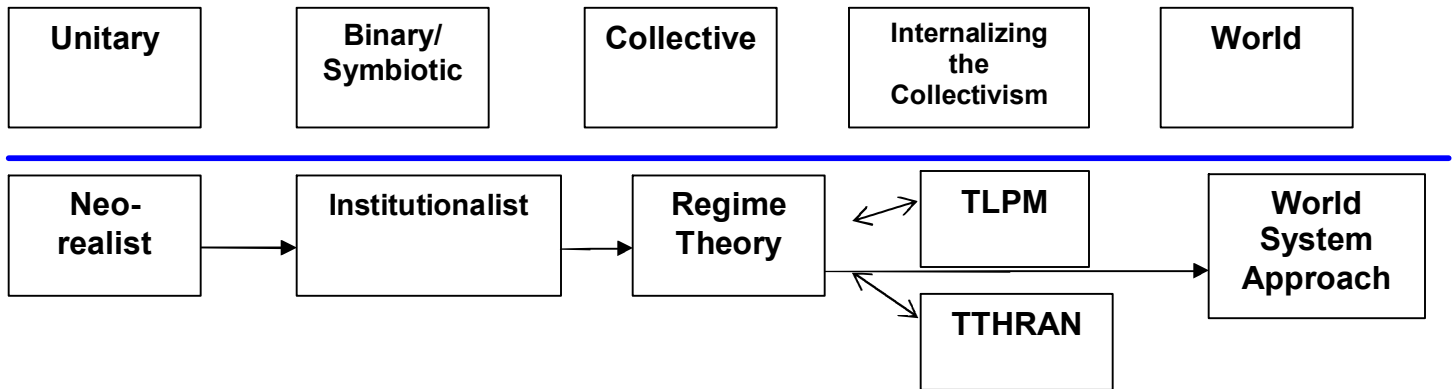 Unitary
Binary/
Symbiotic
Collective
Internalizing
the
Collectivism
World
Neo-
realist
Institutionalist
Regime
Theory
TLPM
TTHRAN
World
System
Approach